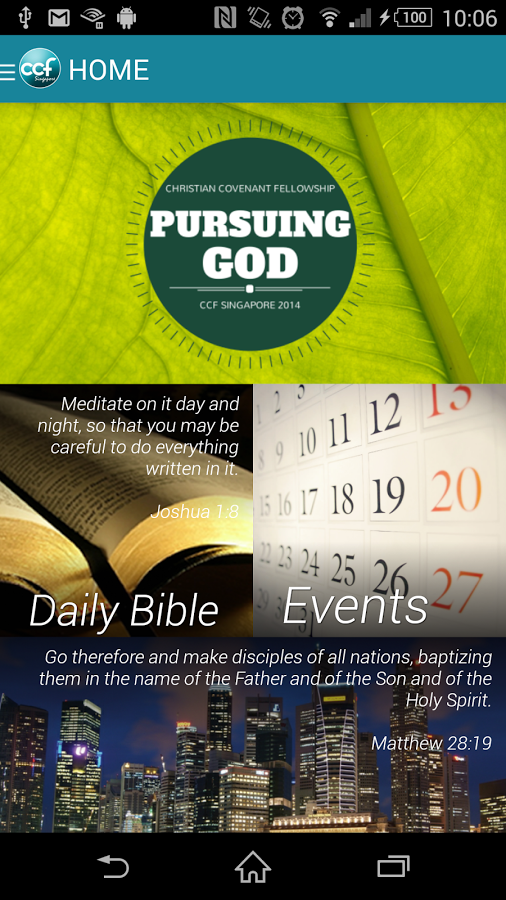 100 10:06
ccf
Singapore
HOME
CHRISTIAN COVENANT FELLOWSHIP
PURSUING
GOD
CCF SINGAPORE 2014
Meditate on it day and
night, so that you may be
careful to do everything
written in it.
Joshua 1:8
Daily Bible
5 13
9 10 11 12
15 16 17 18 19 20
22 23 24 25 26 27
29
Events
Go therefore and make disciples of all nations, baptizing
them in the name of the Father and of the Son and of the
Holy Spirit.
Matthew 28:19